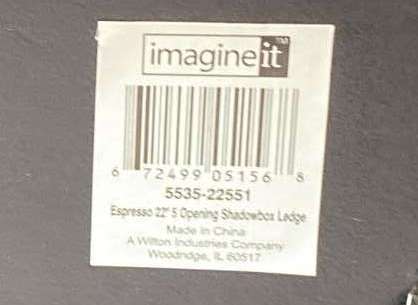 imagineit™
6 72499 05156 8
5535-22551
Espresso 22" 5 Opening Shadowbox Ledge
Made in China
A Wilton Industries Company
Woodridge, IL 60517